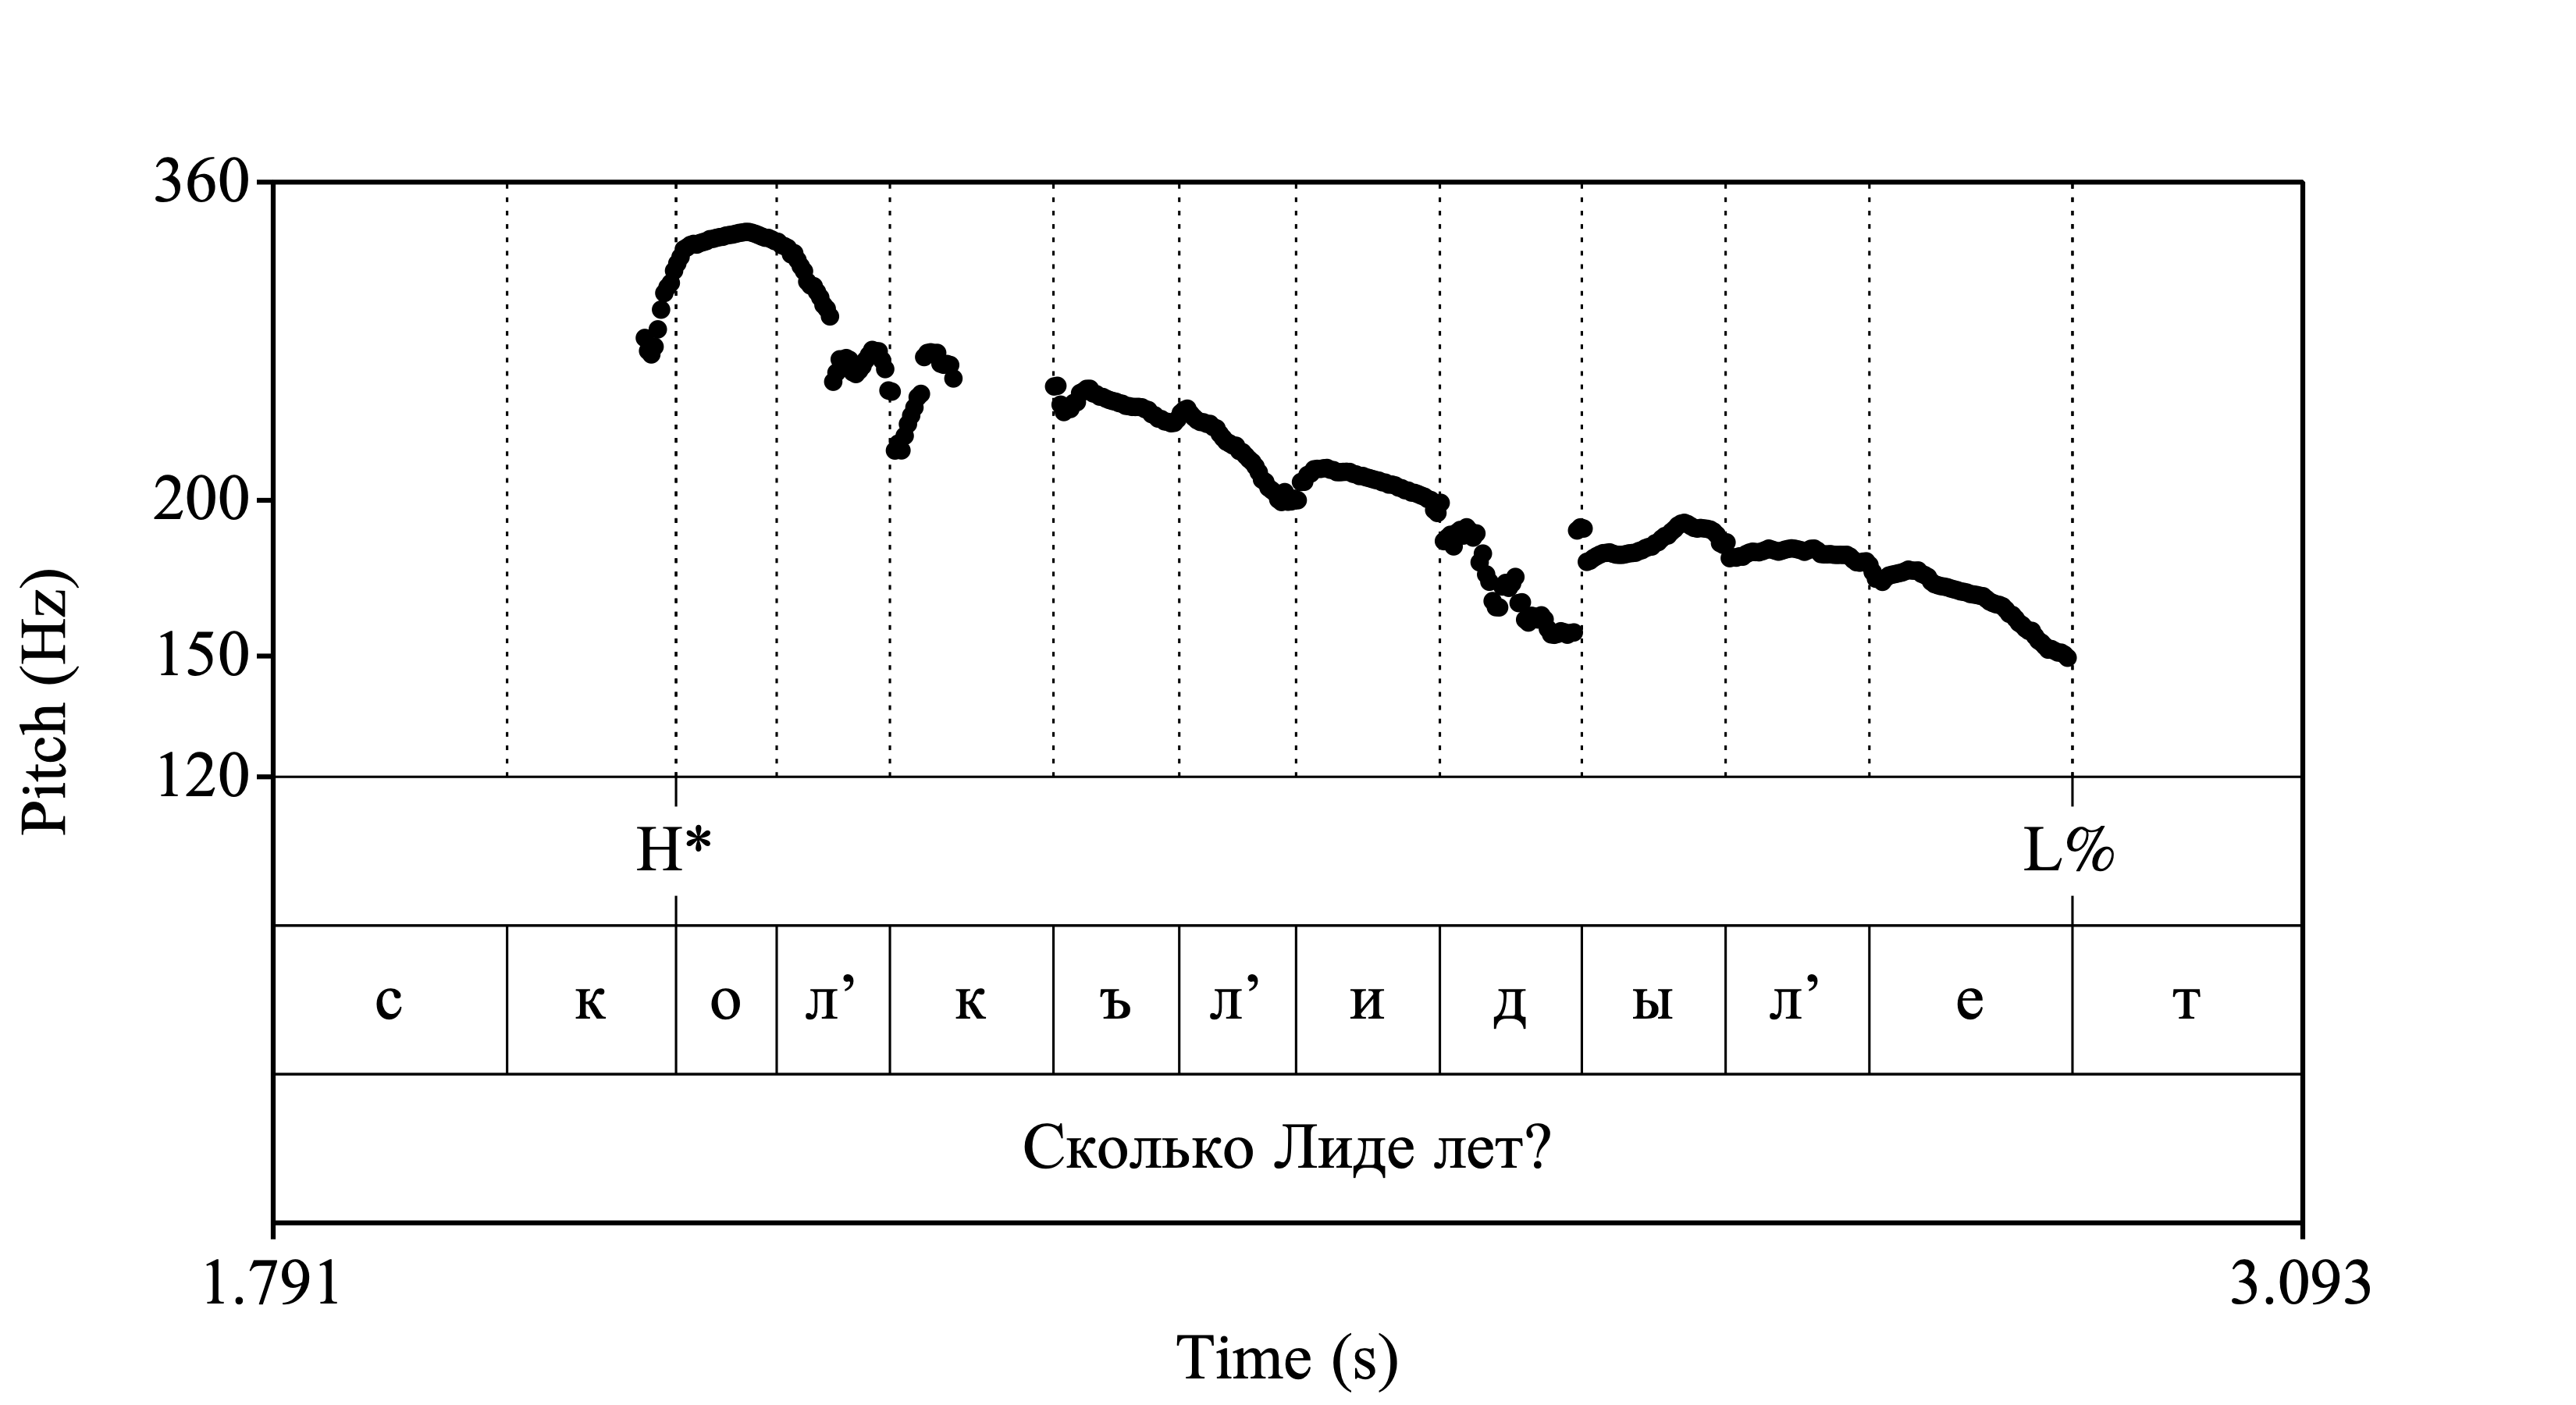 360
200
150
120
Pitch (Hz)
H* L%
с к о л’ к ъ л’ и д ы л’ е т
Сколько Лиде лет?
1.791 3.093
Time (s)